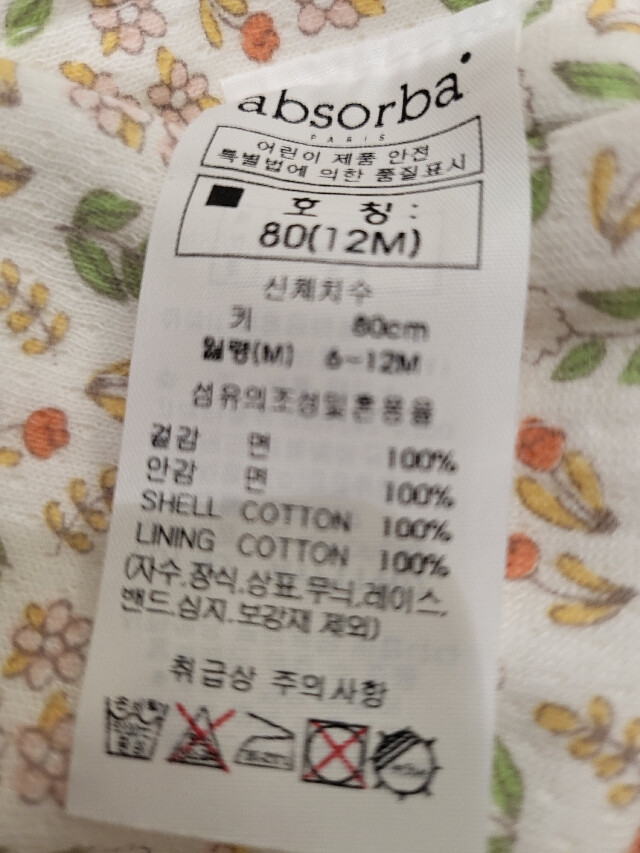 absorba
PARIS
어린이 제품 안전
특별법에 의한 품질표시
호 칭:
80(12M)
신체치수
키 80cm
월령(M) 6-12M
섬유의조성및혼용율
겉감 면 100%
안감 면 100%
SHELL COTTON 100%
LINING COTTON 100%
(자수.장식.상표.무늬.레이스.
밴드.심지.보강재 제외)
취급상 주의사항